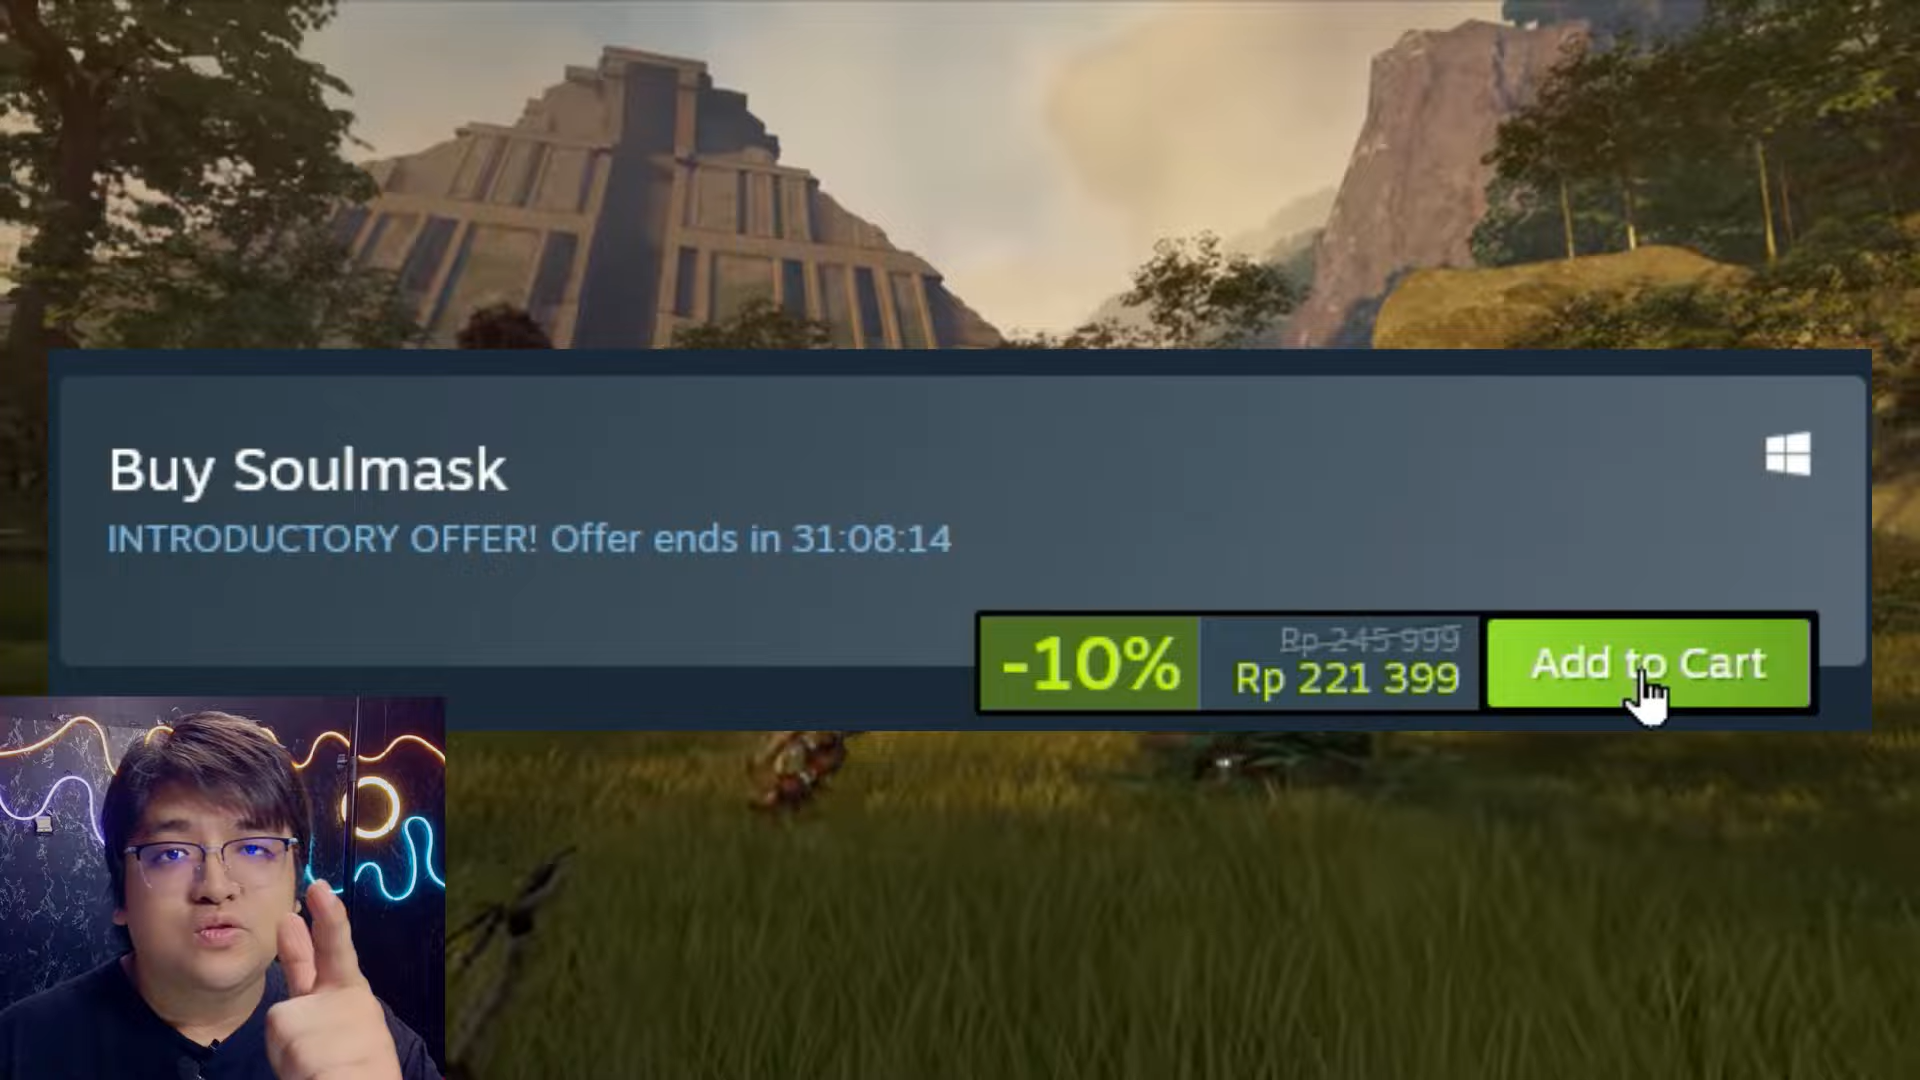 Buy Soulmask
INTRODUCTORY OFFER! Offer ends in 31:08:14
-10%
Rp 245 999
Rp 221 399
Add to Cart